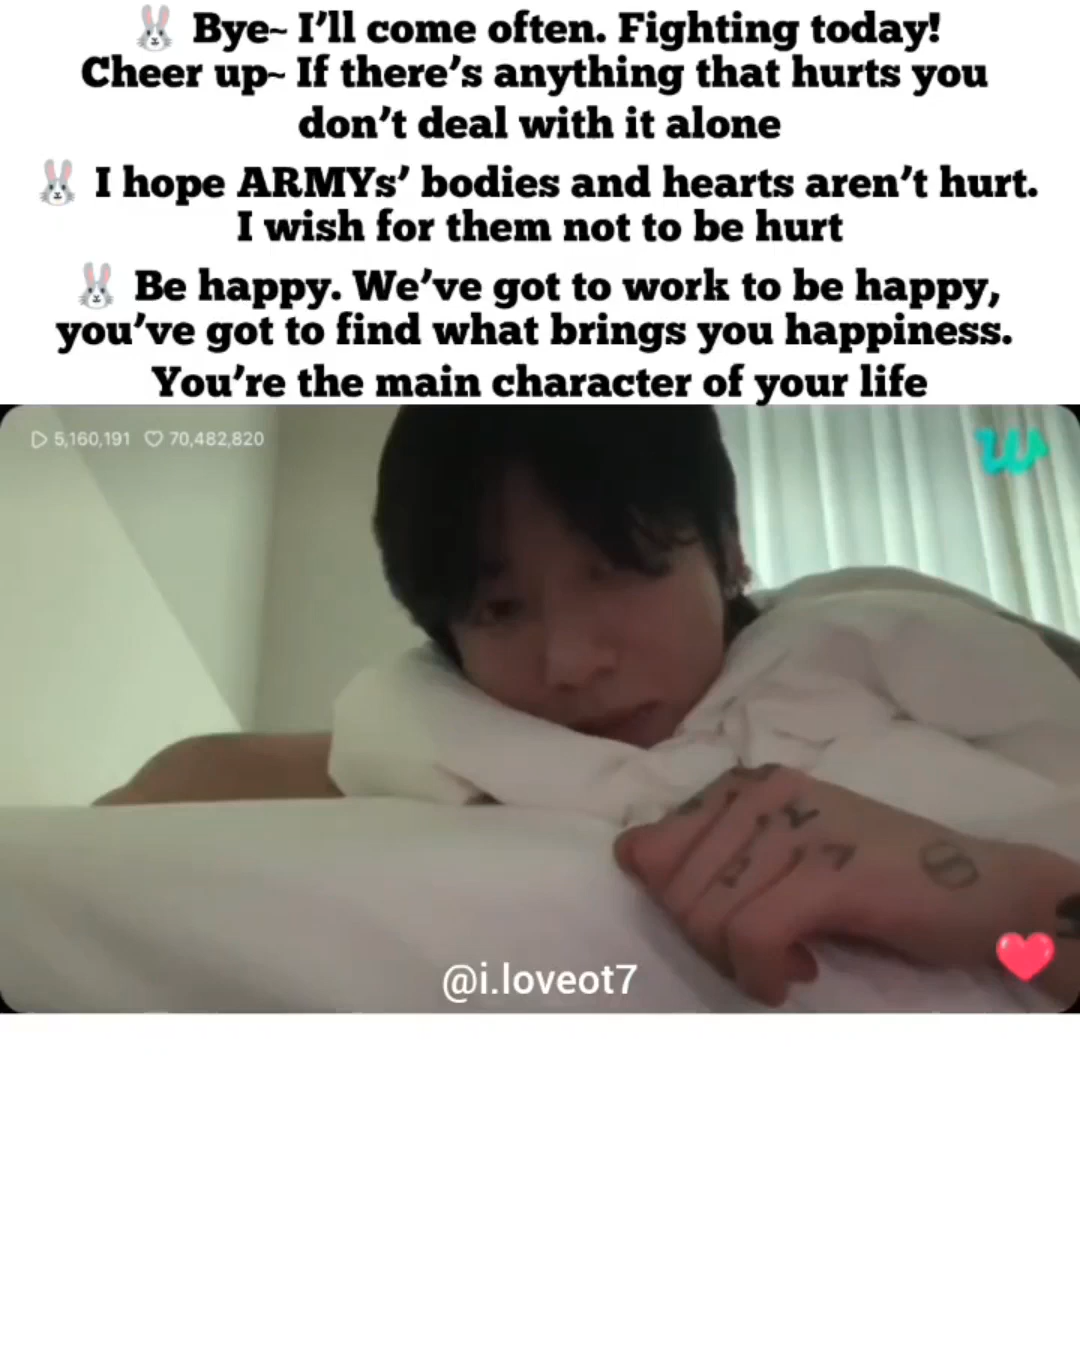 🐰 Bye~ I’ll come often. Fighting today!
Cheer up~ If there’s anything that hurts you
don’t deal with it alone
🐰 I hope ARMYs’ bodies and hearts aren’t hurt.
I wish for them not to be hurt
🐰 Be happy. We’ve got to work to be happy,
you’ve got to find what brings you happiness.
You’re the main character of your life
5,160,191 70,482,820
@i.loveot7